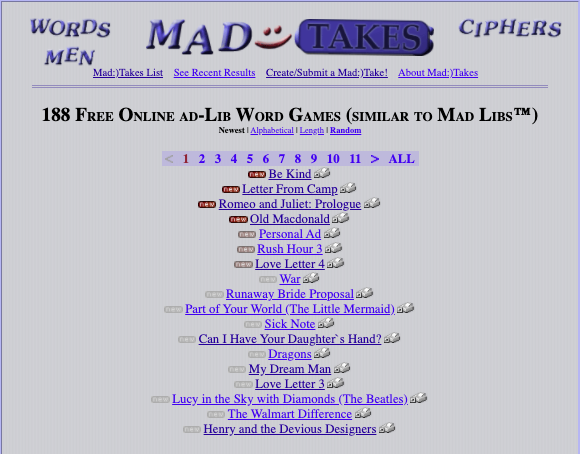 WORDS MAD TAKES CIPHERS
MEN
Mad:)Takes List See Recent Results Create/Submit a Mad:)Take! About Mad:)Takes
188 Free Online ad-Lib Word Games (similar to Mad Libs™)
Newest | Alphabetical | Length | Random
< 1 2 3 4 5 6 7 8 9 10 11 > ALL
new Be Kind
new Letter From Camp
new Romeo and Juliet: Prologue
new Old Macdonald
new Personal Ad
new Rush Hour 3
new Love Letter 4
new War
new Runaway Bride Proposal
new Part of Your World (The Little Mermaid)
new Sick Note
new Can I Have Your Daughter`s Hand?
new Dragons
new My Dream Man
new Love Letter 3
new Lucy in the Sky with Diamonds (The Beatles)
new The Walmart Difference
new Henry and the Devious Designers